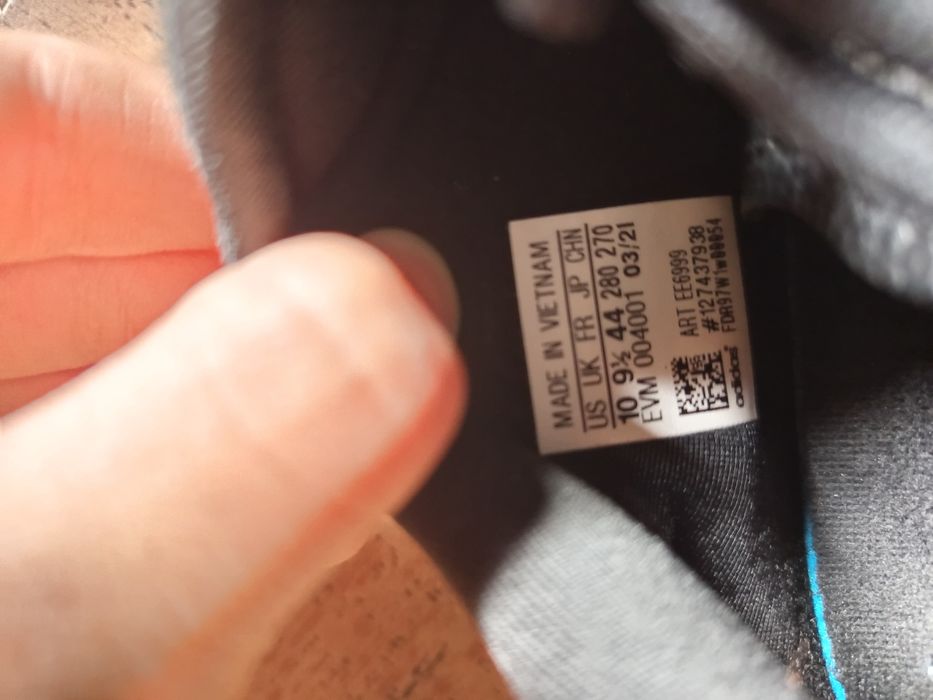 MADE IN VIETNAM
US UK FR JP CHN
10 9½ 44 280 270
EVM 004001 03/21
ART EE6999
#127437938
FDR97W1W00054
adidas